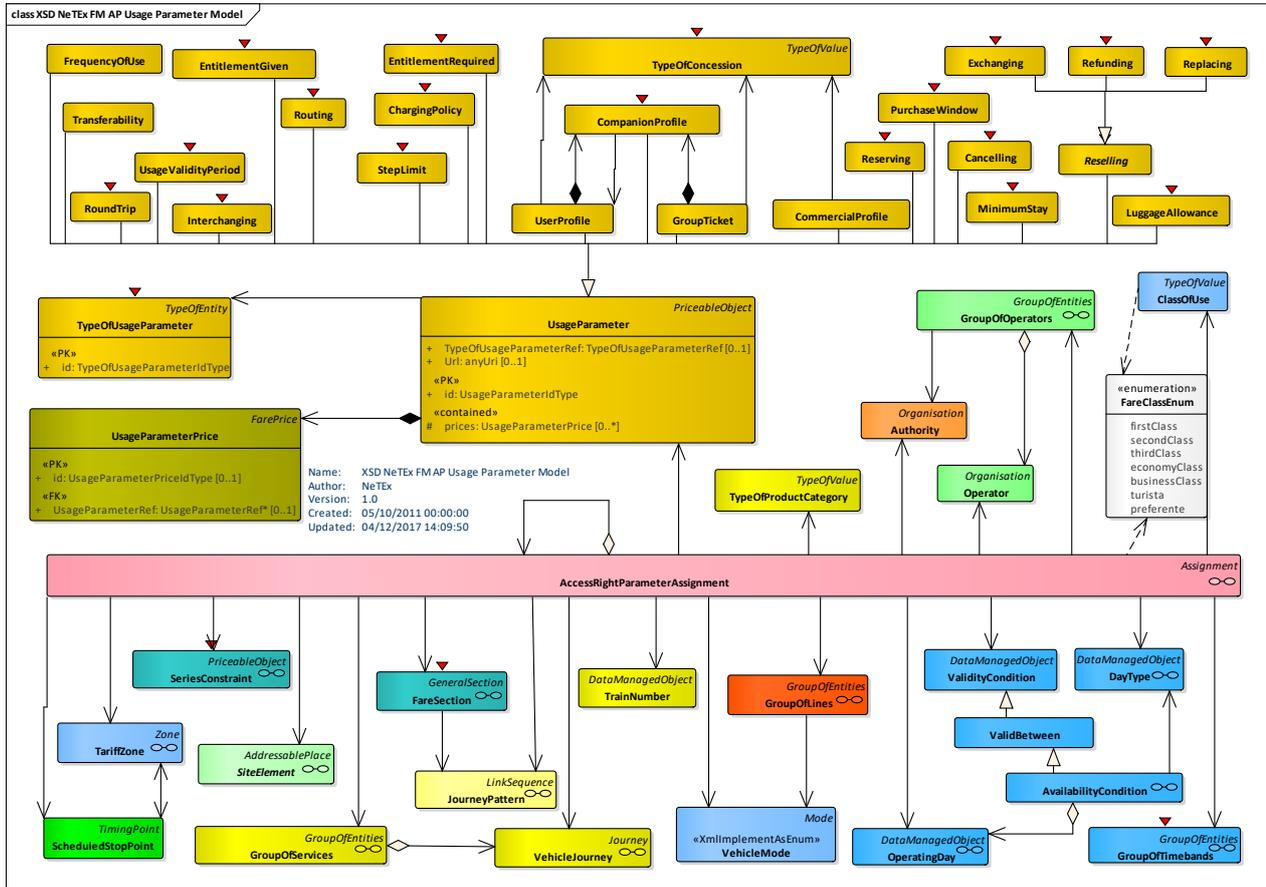 class XSD NeTEx FM AP Usage Parameter Model
FrequencyOfUse
EntitlementGiven
EntitlementRequired
TypeOfValue
TypeOfConcession
Exchanging
Refunding
Replacing
Transferability
Routing
ChargingPolicy
CompanionProfile
PurchaseWindow
UsageValidityPeriod
StepLimit
Reserving
Cancelling
Reselling
RoundTrip
Interchanging
UserProfile
GroupTicket
CommercialProfile
MinimumStay
LuggageAllowance
TypeOfEntity
TypeOfUsageParameter
«PK»
+ id: TypeOfUsageParameterIdType
PriceableObject
UsageParameter
+ TypeOfUsageParameterRef: TypeOfUsageParameterRef [0..1]
+ Url: anyUri [0..1]
«PK»
+ id: UsageParameterIdType
«contained»
# prices: UsageParameterPrice [0..*]
GroupOfEntities
GroupOfOperators
TypeOfValue
ClassOfUse
«enumeration»
FareClassEnum
firstClass
secondClass
thirdClass
economyClass
businessClass
turista
preferente
FarePrice
UsageParameterPrice
«PK»
+ id: UsageParameterPriceIdType [0..1]
«FK»
+ UsageParameterRef: UsageParameterRef* [0..1]
Organisation
Authority
Name: XSD NeTEx FM AP Usage Parameter Model
Author: NeTEx
Version: 1.0
Created: 05/10/2011 00:00:00
Updated: 04/12/2017 14:09:50
TypeOfValue
TypeOfProductCategory
Organisation
Operator
Assignment
AccessRightParameterAssignment
PriceableObject
SeriesConstraint
GeneralSection
FareSection
DataManagedObject
TrainNumber
GroupOfEntities
GroupOfLines
DataManagedObject
ValidityCondition
DataManagedObject
DayType
Zone
TariffZone
AddressablePlace
SiteElement
LinkSequence
JourneyPattern
ValidBetween
AvailabilityCondition
TimingPoint
ScheduledStopPoint
GroupOfEntities
GroupOfServices
Journey
VehicleJourney
Mode
«XmlImplementAsEnum»
VehicleMode
DataManagedObject
OperatingDay
GroupOfEntities
GroupOfTimebands